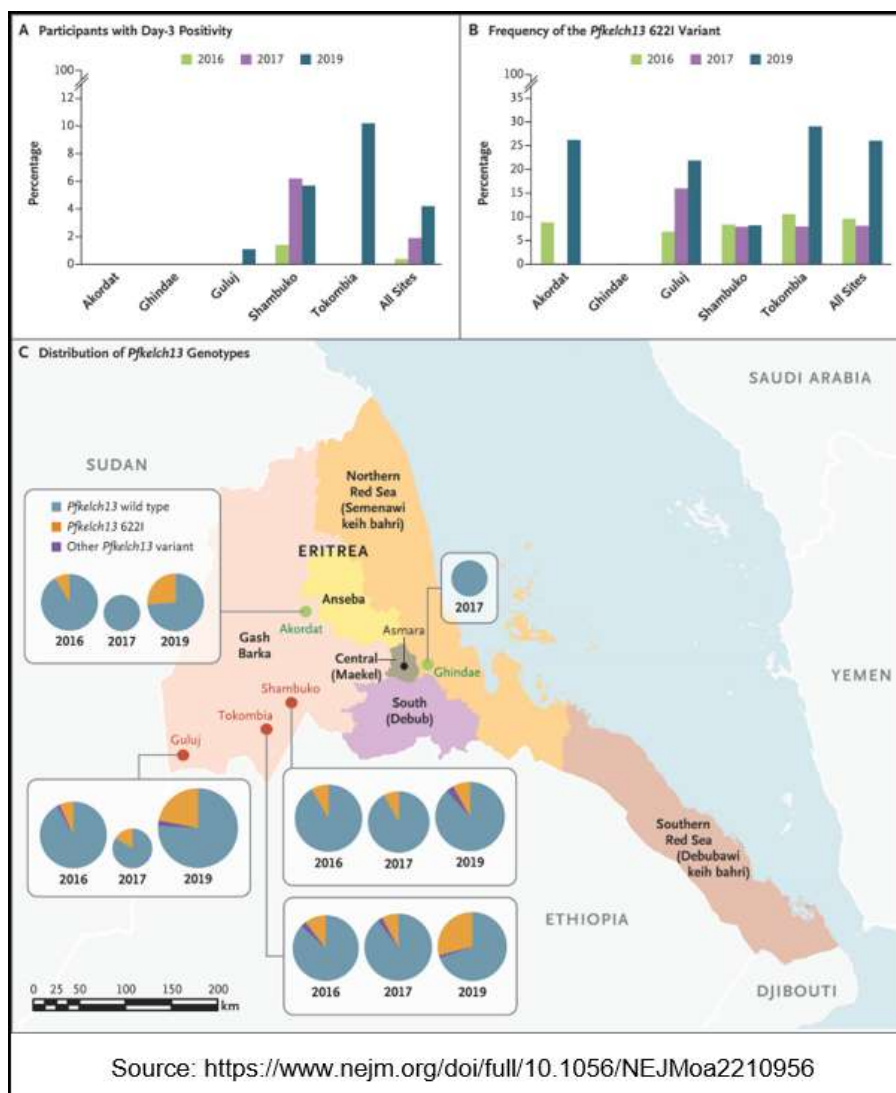 A Participants with Day-3 Positivity
2016 2017 2019
100
12
10
8
6
4
2
0
Percentage
Akordat
Ghindae
Guluj
Shambuko
Tokombia
All Sites
B Frequency of the Pfkelch13 622I Variant
2016 2017 2019
100
35
30
25
20
15
10
5
0
Percentage
Akordat
Ghindae
Guluj
Shambuko
Tokombia
All Sites
C Distribution of Pfkelch13 Genotypes
SAUDI ARABIA
SUDAN
Northern
Red Sea
(Semenawi
keih bahri)
Pfkelch13 wild type
Pfkelch13 622I
Other Pfkelch13 variant
2016 2017 2019
ERITREA
Anseba
Akordat
2017
Asmara
Gash
Barka
Central
(Maekel)
Ghindae
YEMEN
Shambuko
Tokombia
South
(Debub)
Guluj
2016 2017 2019
2016 2017 2019
Southern
Red Sea
(Debubawi
keih bahri)
ETHIOPIA
2016 2017 2019
DJIBOUTI
0 25 50 100 150 200
km
Source: https://www.nejm.org/doi/full/10.1056/NEJMoa2210956